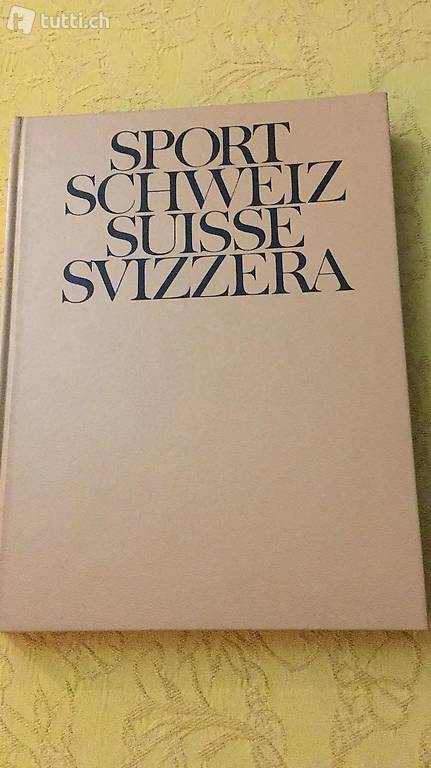 tutti.ch
SPORT
SCHWEIZ
SUISSE
SVIZZERA